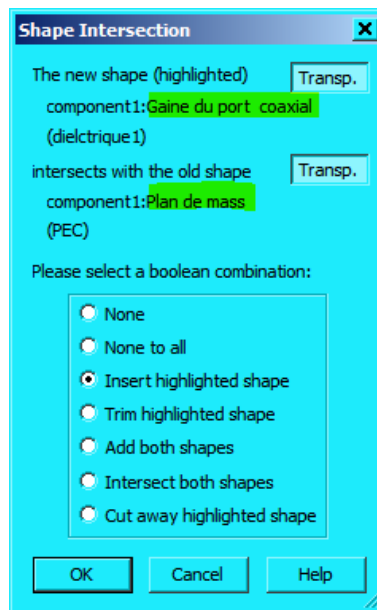 Shape Intersection
The new shape (highlighted) Transp.
component1:Gaine du port coaxial
(dielctrique1)
intersects with the old shape Transp.
component1:Plan de mass
(PEC)
Please select a boolean combination:
None
None to all
Insert highlighted shape
Trim highlighted shape
Add both shapes
Intersect both shapes
Cut away highlighted shape
OK Cancel Help